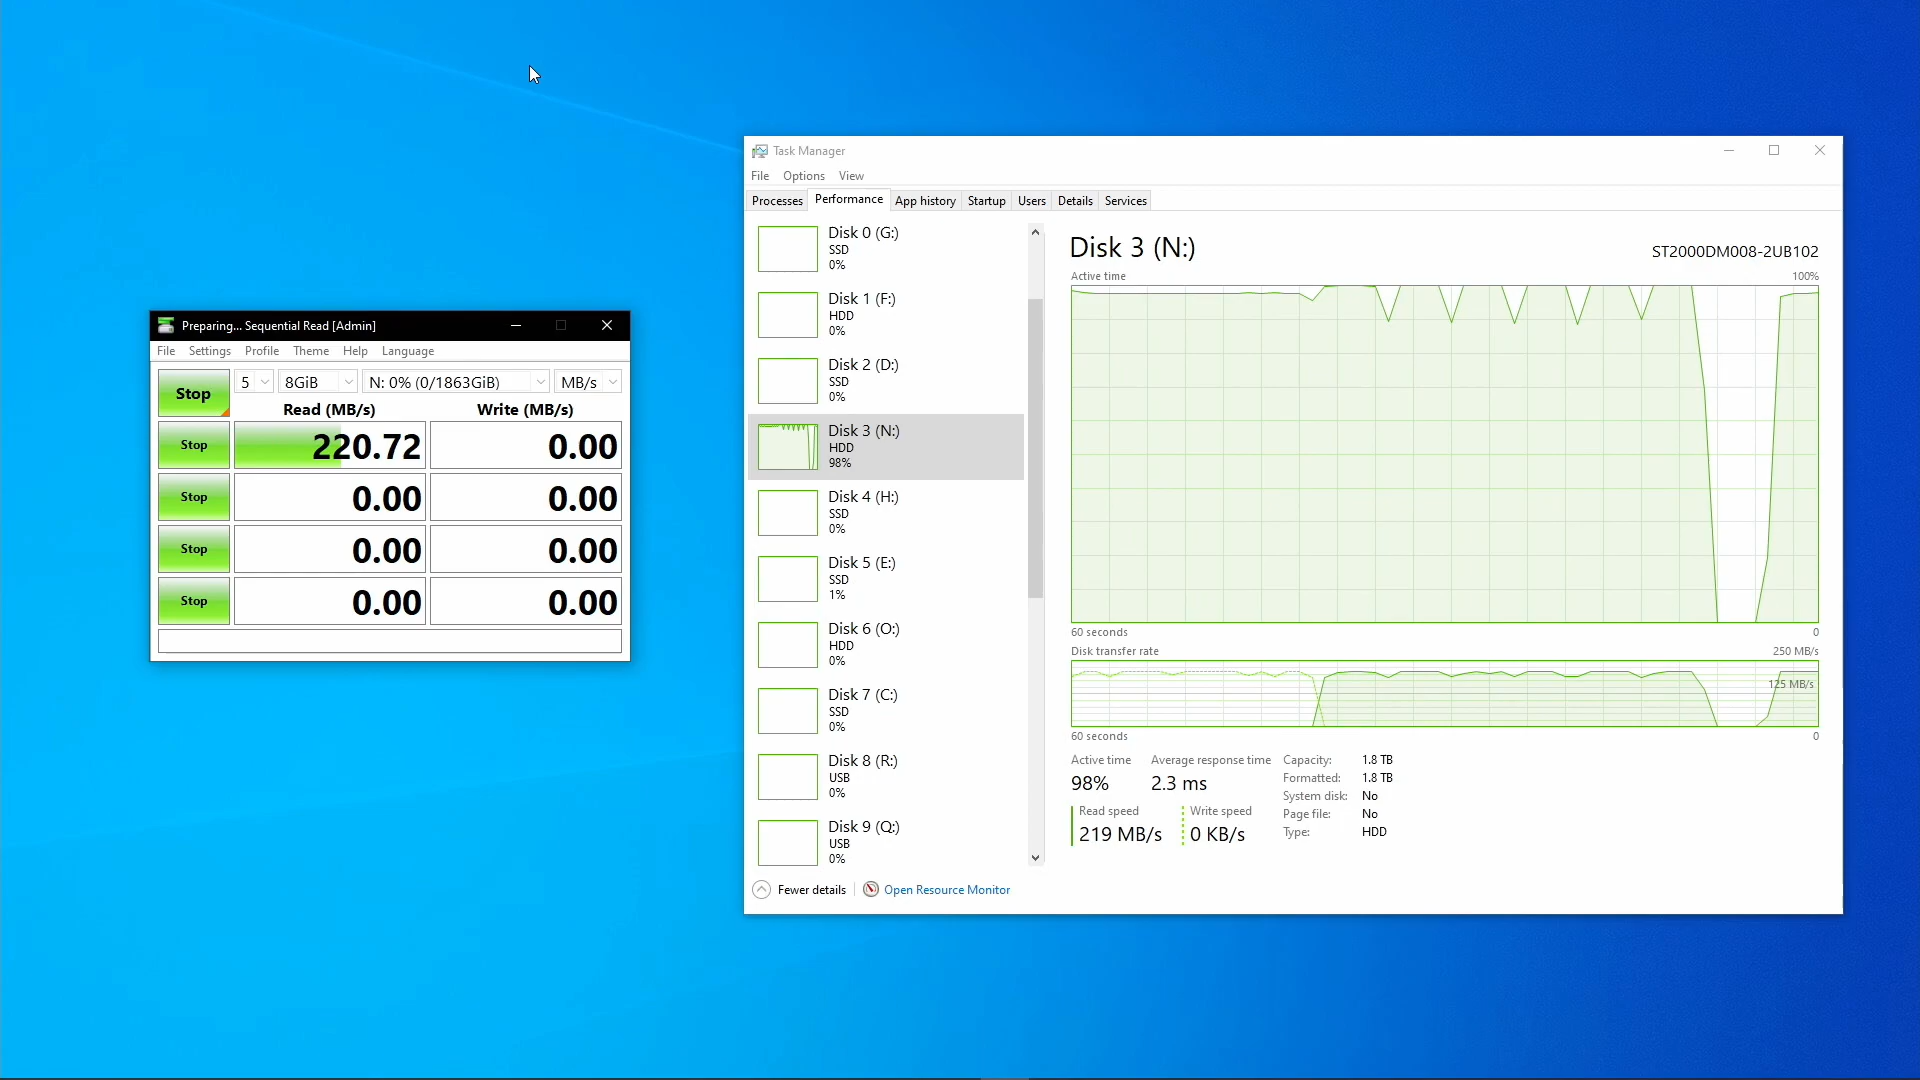 Preparing... Sequential Read [Admin]
File Settings Profile Theme Help Language
Stop
5
8GiB
N: 0% (0/1863GiB)
MB/s
Read (MB/s) Write (MB/s)
Stop 220.72 0.00
Stop 0.00 0.00
Stop 0.00 0.00
Stop 0.00 0.00
Task Manager
File Options View
Processes Performance App history Startup Users Details Services
Disk 0 (G:)
SSD
0%
Disk 1 (F:)
HDD
0%
Disk 2 (D:)
SSD
0%
Disk 3 (N:)
HDD
98%
Disk 4 (H:)
SSD
0%
Disk 5 (E:)
SSD
1%
Disk 6 (O:)
HDD
0%
Disk 7 (C:)
SSD
0%
Disk 8 (R:)
USB
0%
Disk 9 (Q:)
USB
0%
Disk 3 (N:) ST2000DM008-2UB102
Active time 100%
60 seconds 0
Disk transfer rate 250 MB/s
125 MB/s
60 seconds 0
Active time Average response time
98% 2.3 ms
Read speed Write speed
219 MB/s 0 KB/s
Capacity: 1.8 TB
Formatted: 1.8 TB
System disk: No
Page file: No
Type: HDD
Fewer details Open Resource Monitor